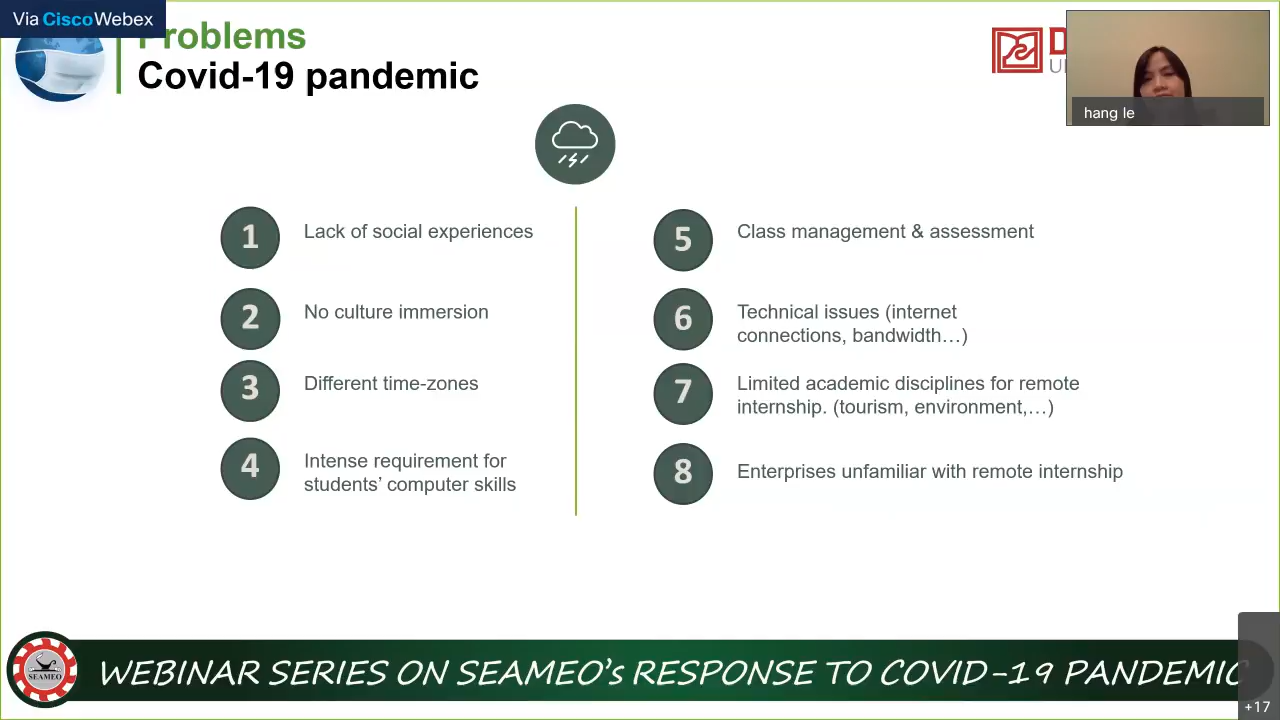 Via CiscoWebex
Problems
Covid-19 pandemic
hang le
1
Lack of social experiences
2
No culture immersion
3
Different time-zones
4
Intense requirement for
students' computer skills
5
Class management & assessment
6
Technical issues (internet
connections, bandwidth…)
7
Limited academic disciplines for remote
internship. (tourism, environment,…)
8
Enterprises unfamiliar with remote internship
SEAMEO
WEBINAR SERIES ON SEAMEO's RESPONSE TO COVID-19 PANDEMIC
+17